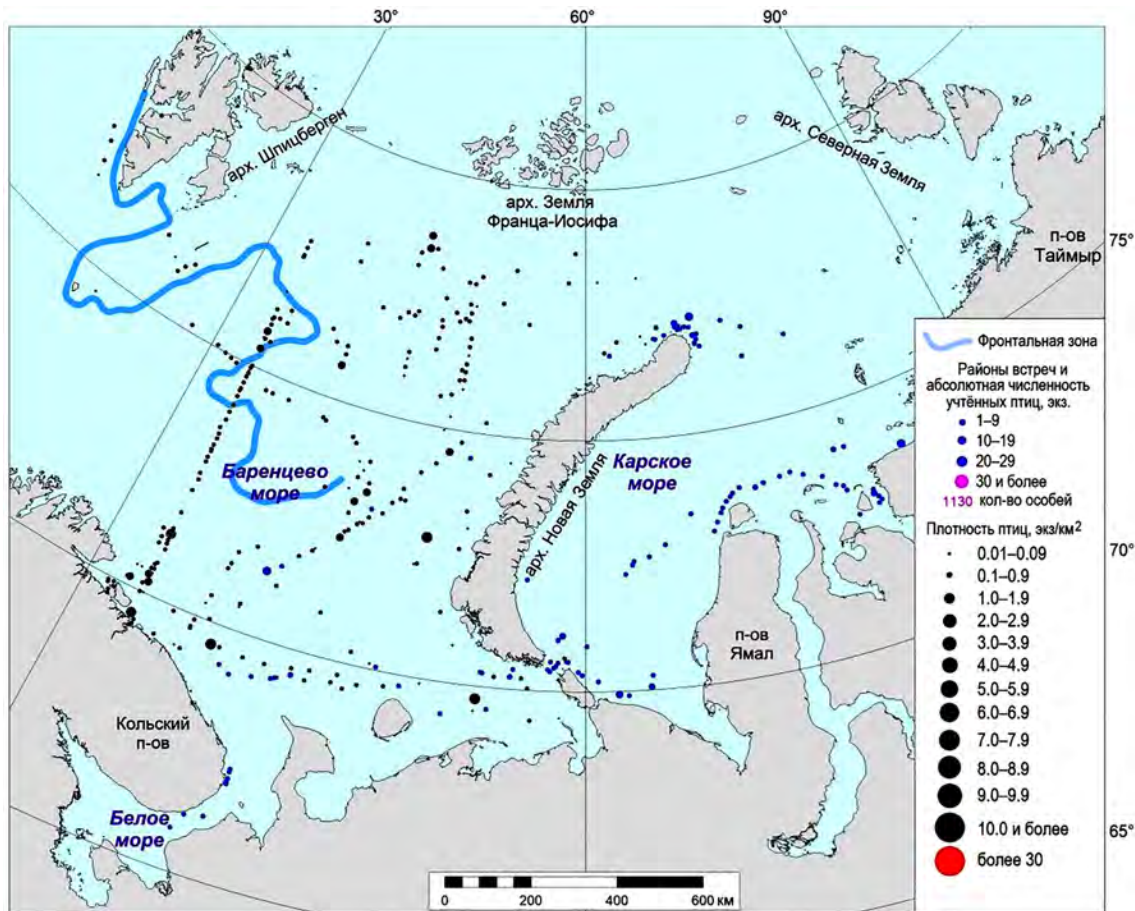 30°
60°
90°
арх. Шпицберген
арх. Земля
Франца-Иосифа
арх. Северная Земля
п-ов
Таймыр
75°
Баренцево
море
Карское
море
арх. Новая Земля
70°
п-ов
Ямал
Кольский
п-ов
Белое
море
65°
Фронтальная зона
Районы встреч и
абсолютная численность
учтённых птиц, экз.
1–9
10–19
20–29
30 и более
1130 кол-во особей
Плотность птиц, экз/км²
0.01–0.09
0.1–0.9
1.0–1.9
2.0–2.9
3.0–3.9
4.0–4.9
5.0–5.9
6.0–6.9
7.0–7.9
8.0–8.9
9.0–9.9
10.0 и более
более 30
0 200 400 600 км